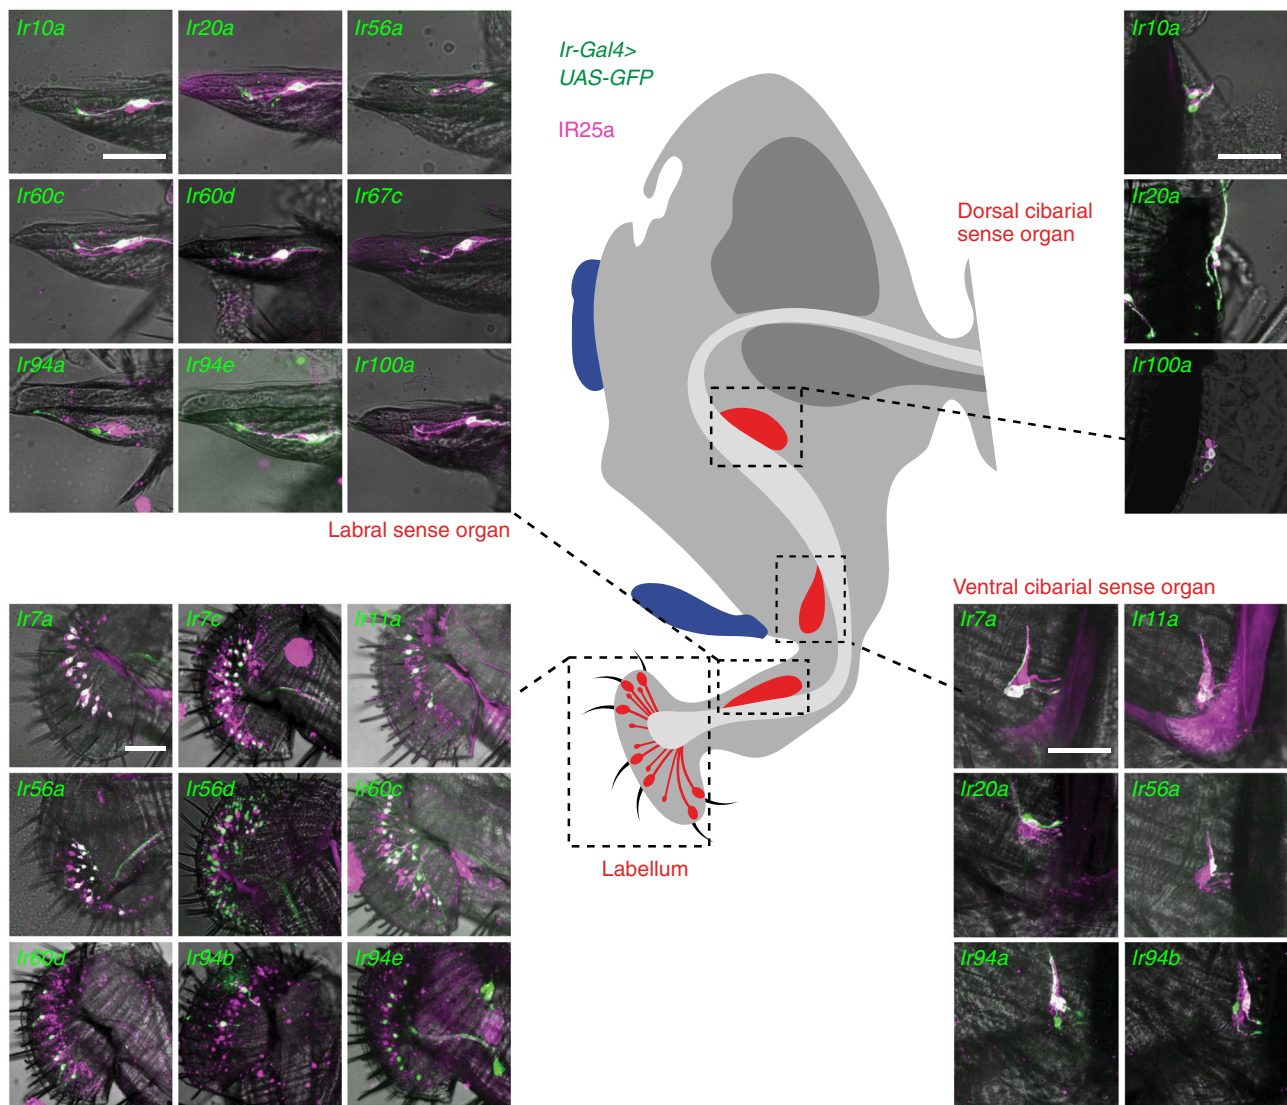 Ir10a
Ir20a
Ir56a
Ir60c
Ir60d
Ir67c
Ir94a
Ir94e
Ir100a
Labral sense organ
Ir-Gal4>
UAS-GFP
IR25a
Dorsal cibarial
sense organ
Ir10a
Ir20a
Ir100a
Ir7a
Ir7c
Ir11a
Ir56a
Ir56d
Ir60c
Ir60d
Ir94b
Ir94e
Labellum
Ventral cibarial sense organ
Ir7a
Ir11a
Ir20a
Ir56a
Ir94a
Ir94b